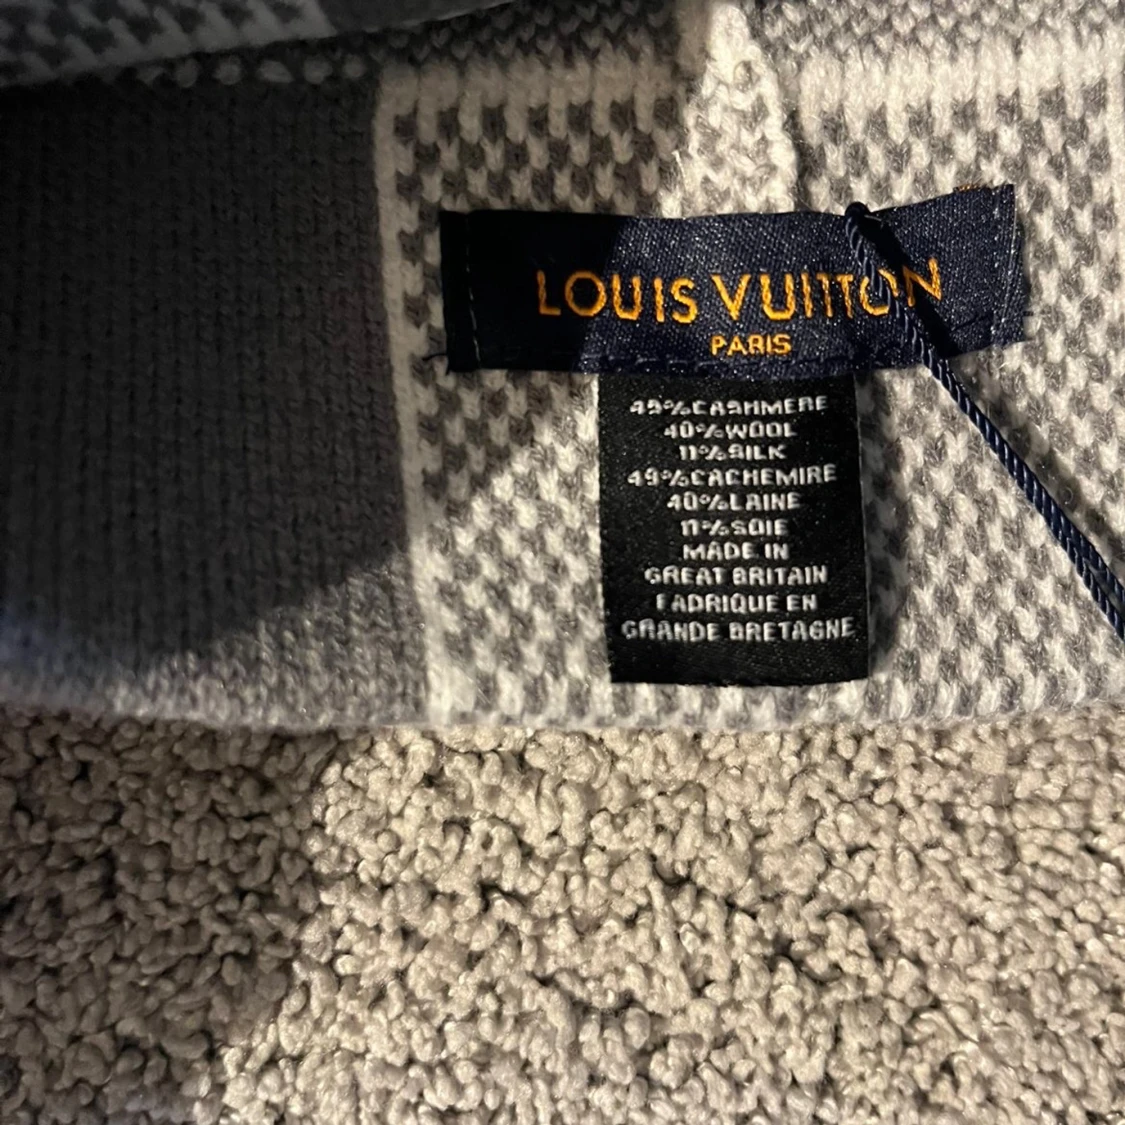 LOUIS VUITTON
PARIS
49%CASHMERE
40%WOOL
11%SILK
49%CACHEMIRE
40%LAINE
11%SOIE
MADE IN
GREAT BRITAIN
FADRIQUE EN
GRANDE BRETAGNE